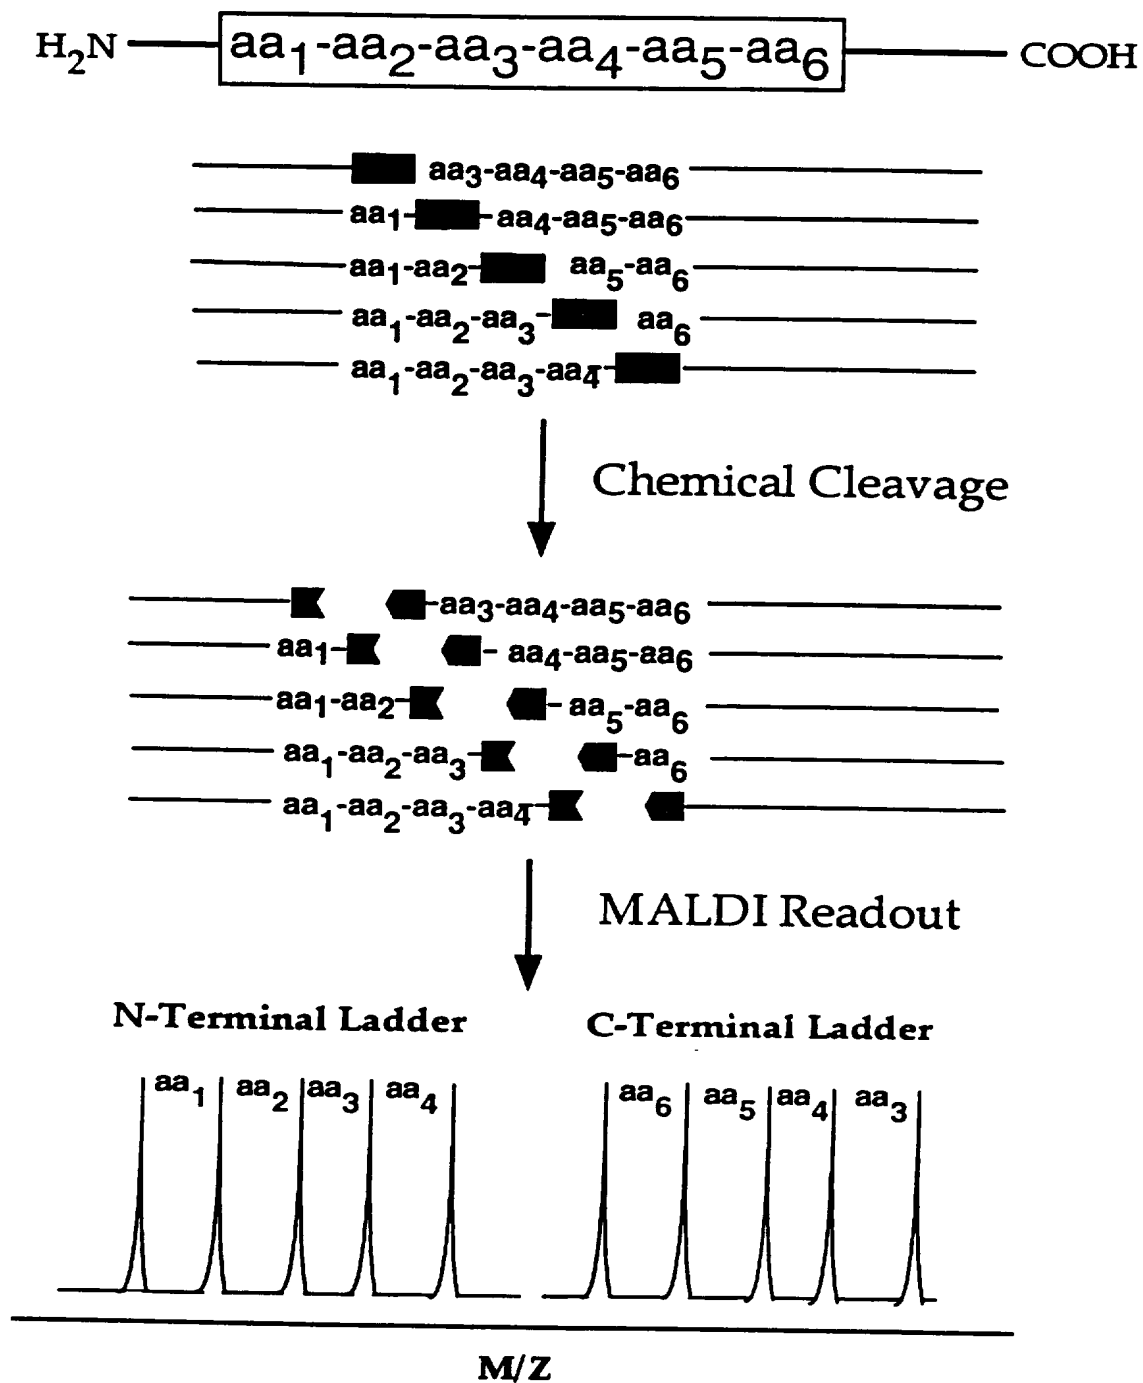 H₂N aa₁-aa₂-aa₃-aa₄-aa₅-aa₆ COOH
aa₃-aa₄-aa₅-aa₆
aa₁- -aa₄-aa₅-aa₆
aa₁-aa₂- aa₅-aa₆
aa₁-aa₂-aa₃- aa₆
aa₁-aa₂-aa₃-aa₄-
Chemical Cleavage
-aa₃-aa₄-aa₅-aa₆
aa₁- - aa₄-aa₅-aa₆
aa₁-aa₂- - aa₅-aa₆
aa₁-aa₂-aa₃- -aa₆
aa₁-aa₂-aa₃-aa₄-
MALDI Readout
N-Terminal Ladder C-Terminal Ladder
aa₁ aa₂ aa₃ aa₄ aa₆ aa₅ aa₄ aa₃
M/Z